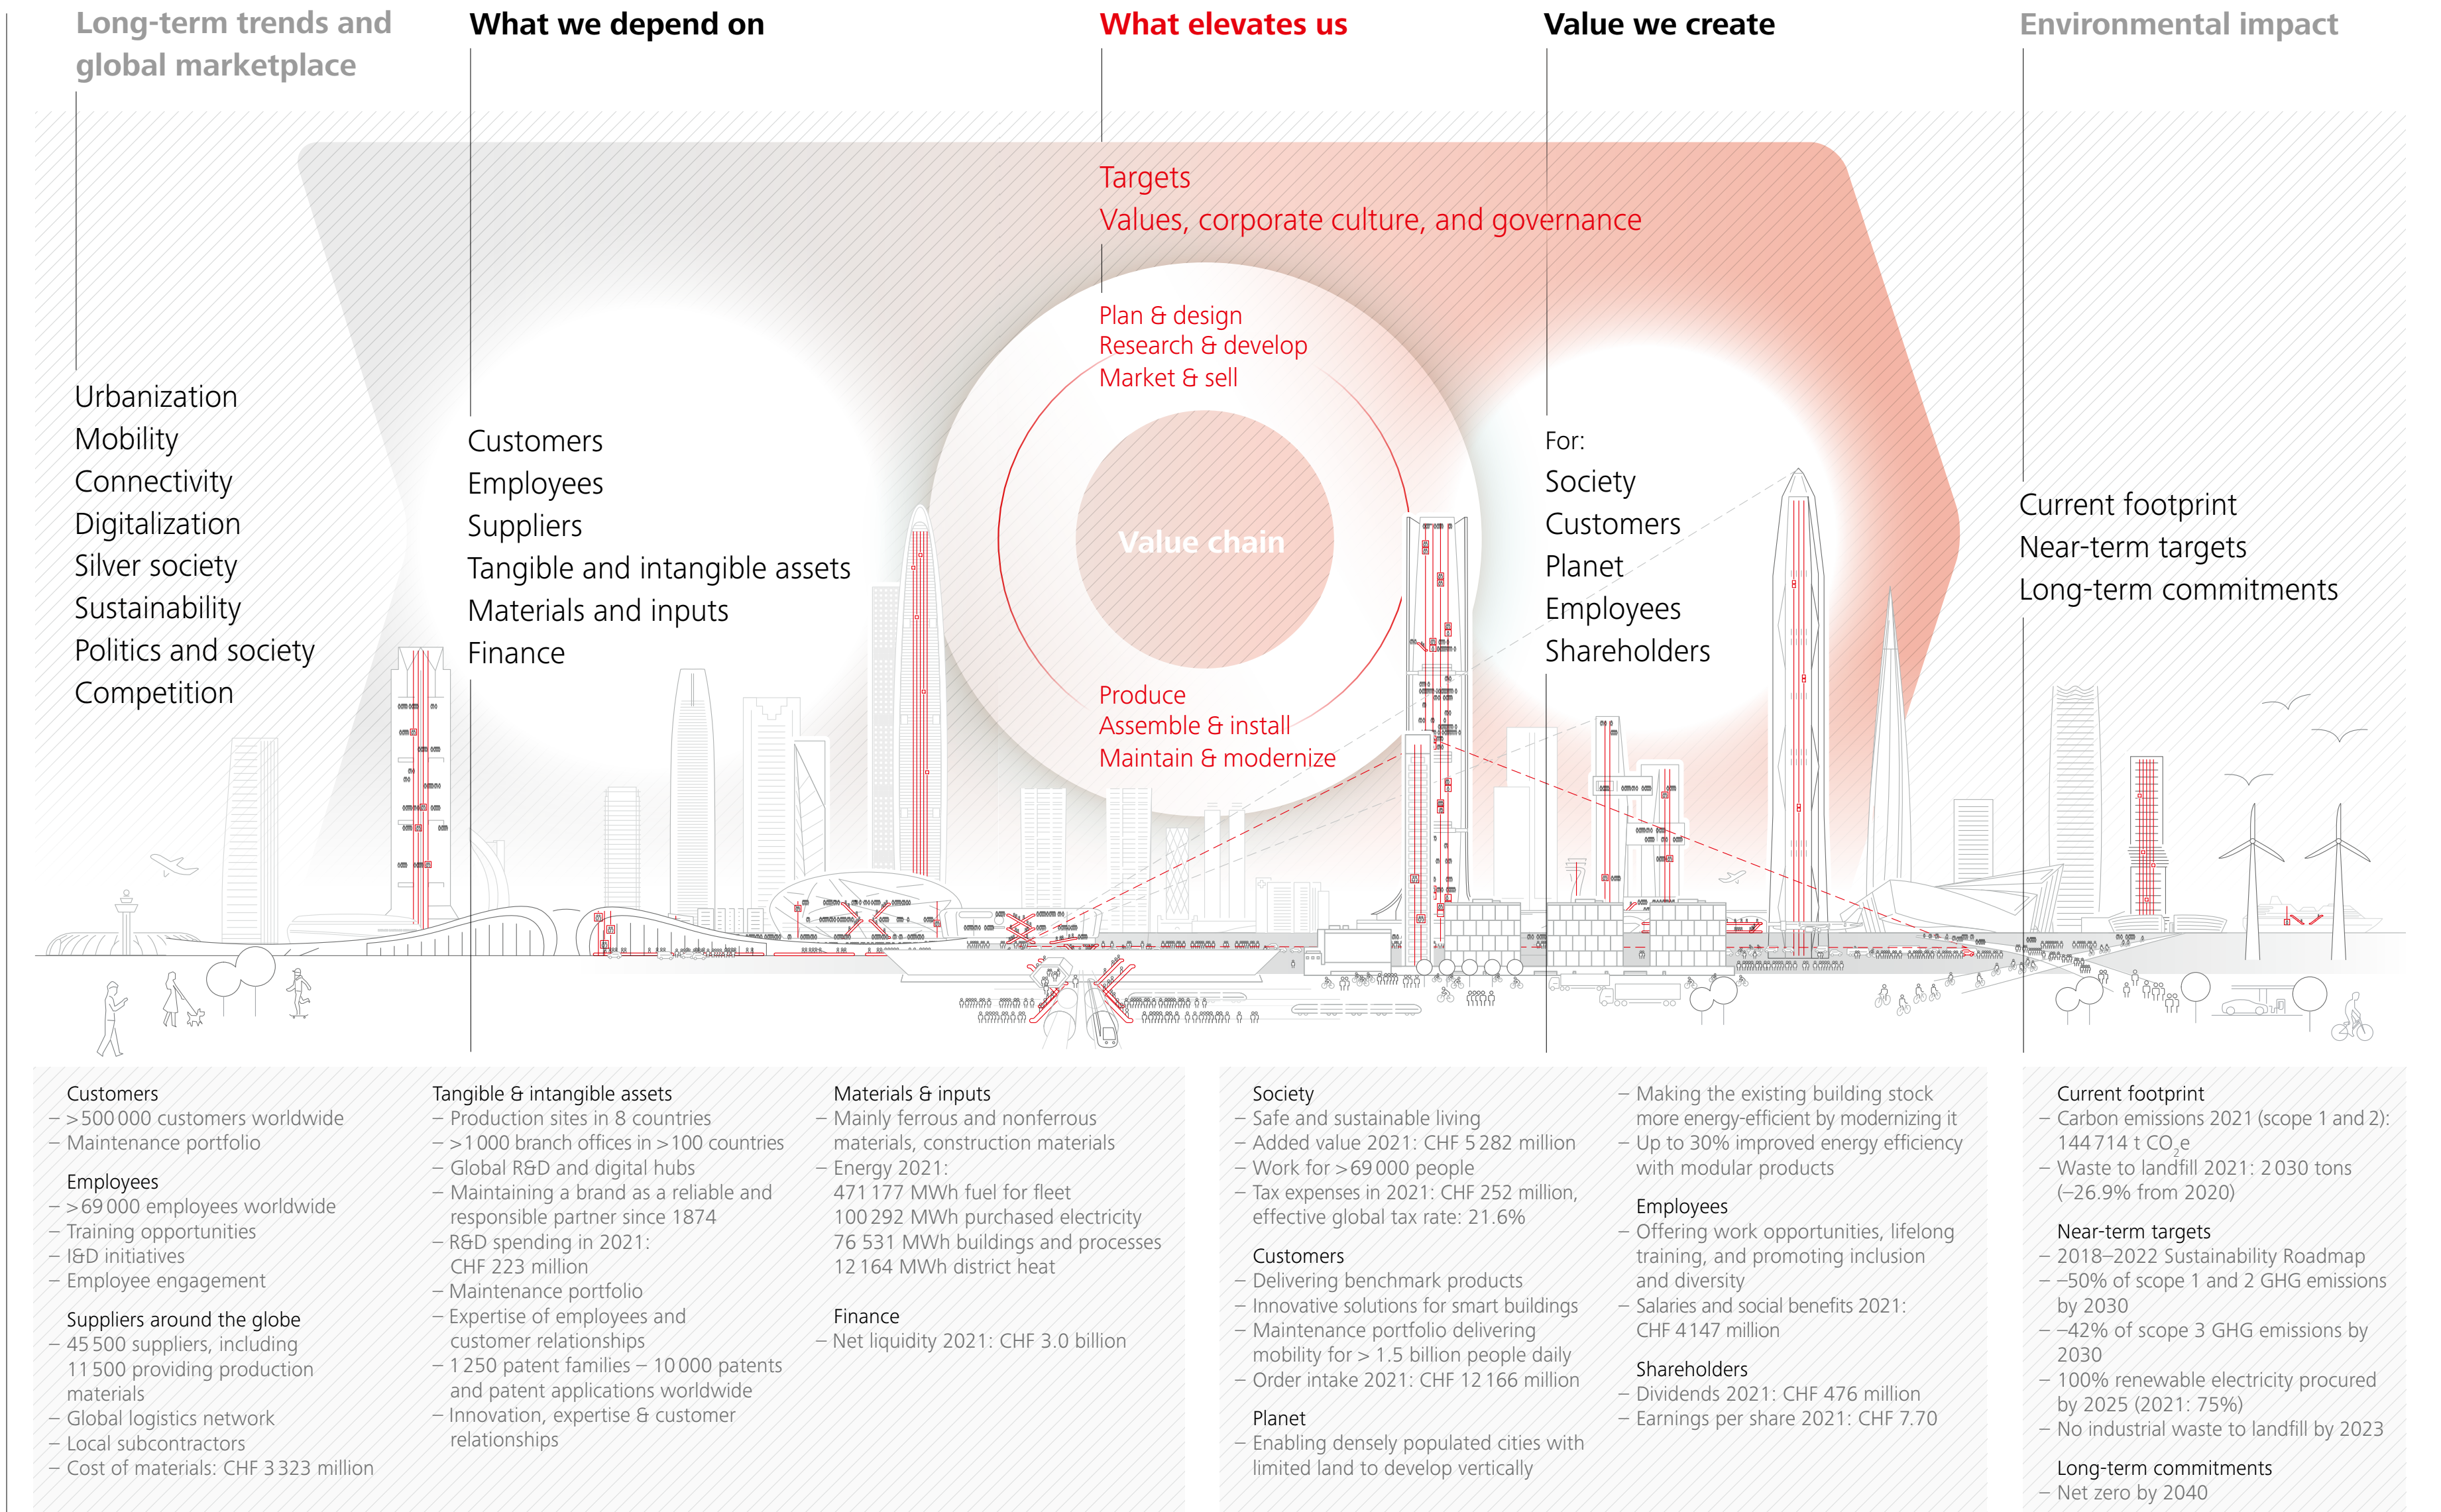 Long-term trends and
global marketplace
Urbanization
Mobility
Connectivity
Digitalization
Silver society
Sustainability
Politics and society
Competition
What we depend on
Customers
Employees
Suppliers
Tangible and intangible assets
Materials and inputs
Finance
What elevates us
Targets
Values, corporate culture, and governance
Plan & design
Research & develop
Market & sell
Value chain
Produce
Assemble & install
Maintain & modernize
Value we create
For:
Society
Customers
Planet
Employees
Shareholders
Environmental impact
Current footprint
Near-term targets
Long-term commitments
Customers
– >500 000 customers worldwide
– Maintenance portfolio
Employees
– >69 000 employees worldwide
– Training opportunities
– I&D initiatives
– Employee engagement
Suppliers around the globe
– 45 500 suppliers, including
11 500 providing production
materials
– Global logistics network
– Local subcontractors
– Cost of materials: CHF 3 323 million
Tangible & intangible assets
– Production sites in 8 countries
– >1 000 branch offices in >100 countries
– Global R&D and digital hubs
– Maintaining a brand as a reliable and
responsible partner since 1874
– R&D spending in 2021:
CHF 223 million
– Maintenance portfolio
– Expertise of employees and
customer relationships
– 1 250 patent families – 10 000 patents
and patent applications worldwide
– Innovation, expertise & customer
relationships
Materials & inputs
– Mainly ferrous and nonferrous
materials, construction materials
– Energy 2021:
471 177 MWh fuel for fleet
100 292 MWh purchased electricity
76 531 MWh buildings and processes
12 164 MWh district heat
Finance
– Net liquidity 2021: CHF 3.0 billion
Society
– Safe and sustainable living
– Added value 2021: CHF 5 282 million
– Work for >69 000 people
– Tax expenses in 2021: CHF 252 million,
effective global tax rate: 21.6%
Customers
– Delivering benchmark products
– Innovative solutions for smart buildings
– Maintenance portfolio delivering
mobility for > 1.5 billion people daily
– Order intake 2021: CHF 12 166 million
Planet
– Enabling densely populated cities with
limited land to develop vertically
– Making the existing building stock
more energy-efficient by modernizing it
– Up to 30% improved energy efficiency
with modular products
Employees
– Offering work opportunities, lifelong
training, and promoting inclusion
and diversity
– Salaries and social benefits 2021:
CHF 4 147 million
Shareholders
– Dividends 2021: CHF 476 million
– Earnings per share 2021: CHF 7.70
Current footprint
– Carbon emissions 2021 (scope 1 and 2):
144 714 t CO₂e
– Waste to landfill 2021: 2 030 tons
(–26.9% from 2020)
Near-term targets
– 2018–2022 Sustainability Roadmap
– –50% of scope 1 and 2 GHG emissions
by 2030
– –42% of scope 3 GHG emissions by
2030
– 100% renewable electricity procured
by 2025 (2021: 75%)
– No industrial waste to landfill by 2023
Long-term commitments
– Net zero by 2040